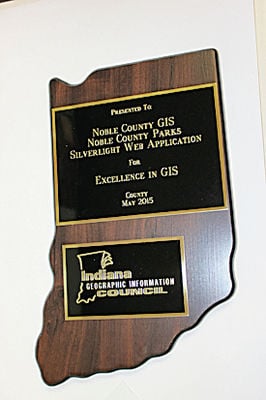 Presented To:
Noble County GIS
Noble County Parks
Silverlight Web Application
For
Excellence in GIS
County
May 2015
Indiana
GEOGRAPHIC INFORMATION
COUNCIL